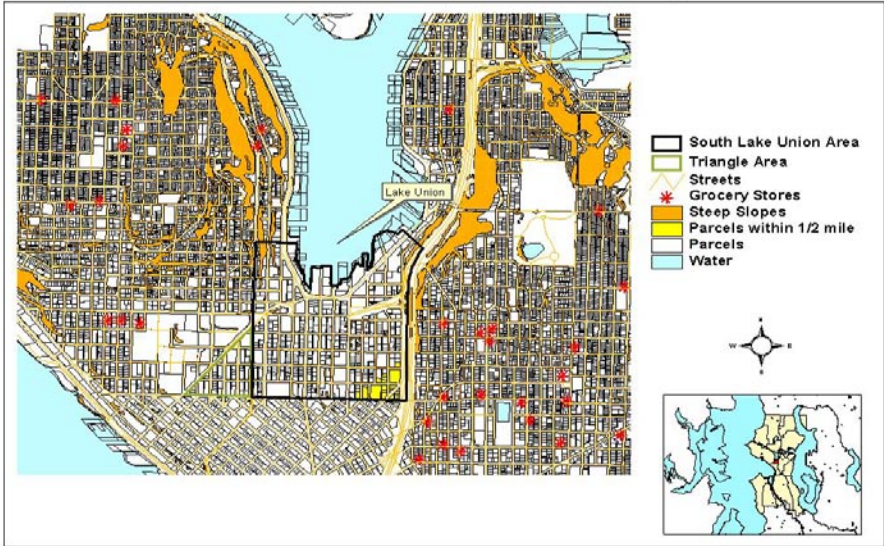 Lake Union
South Lake Union Area
Triangle Area
Streets
Grocery Stores
Steep Slopes
Parcels within 1/2 mile
Parcels
Water
N
W E
S